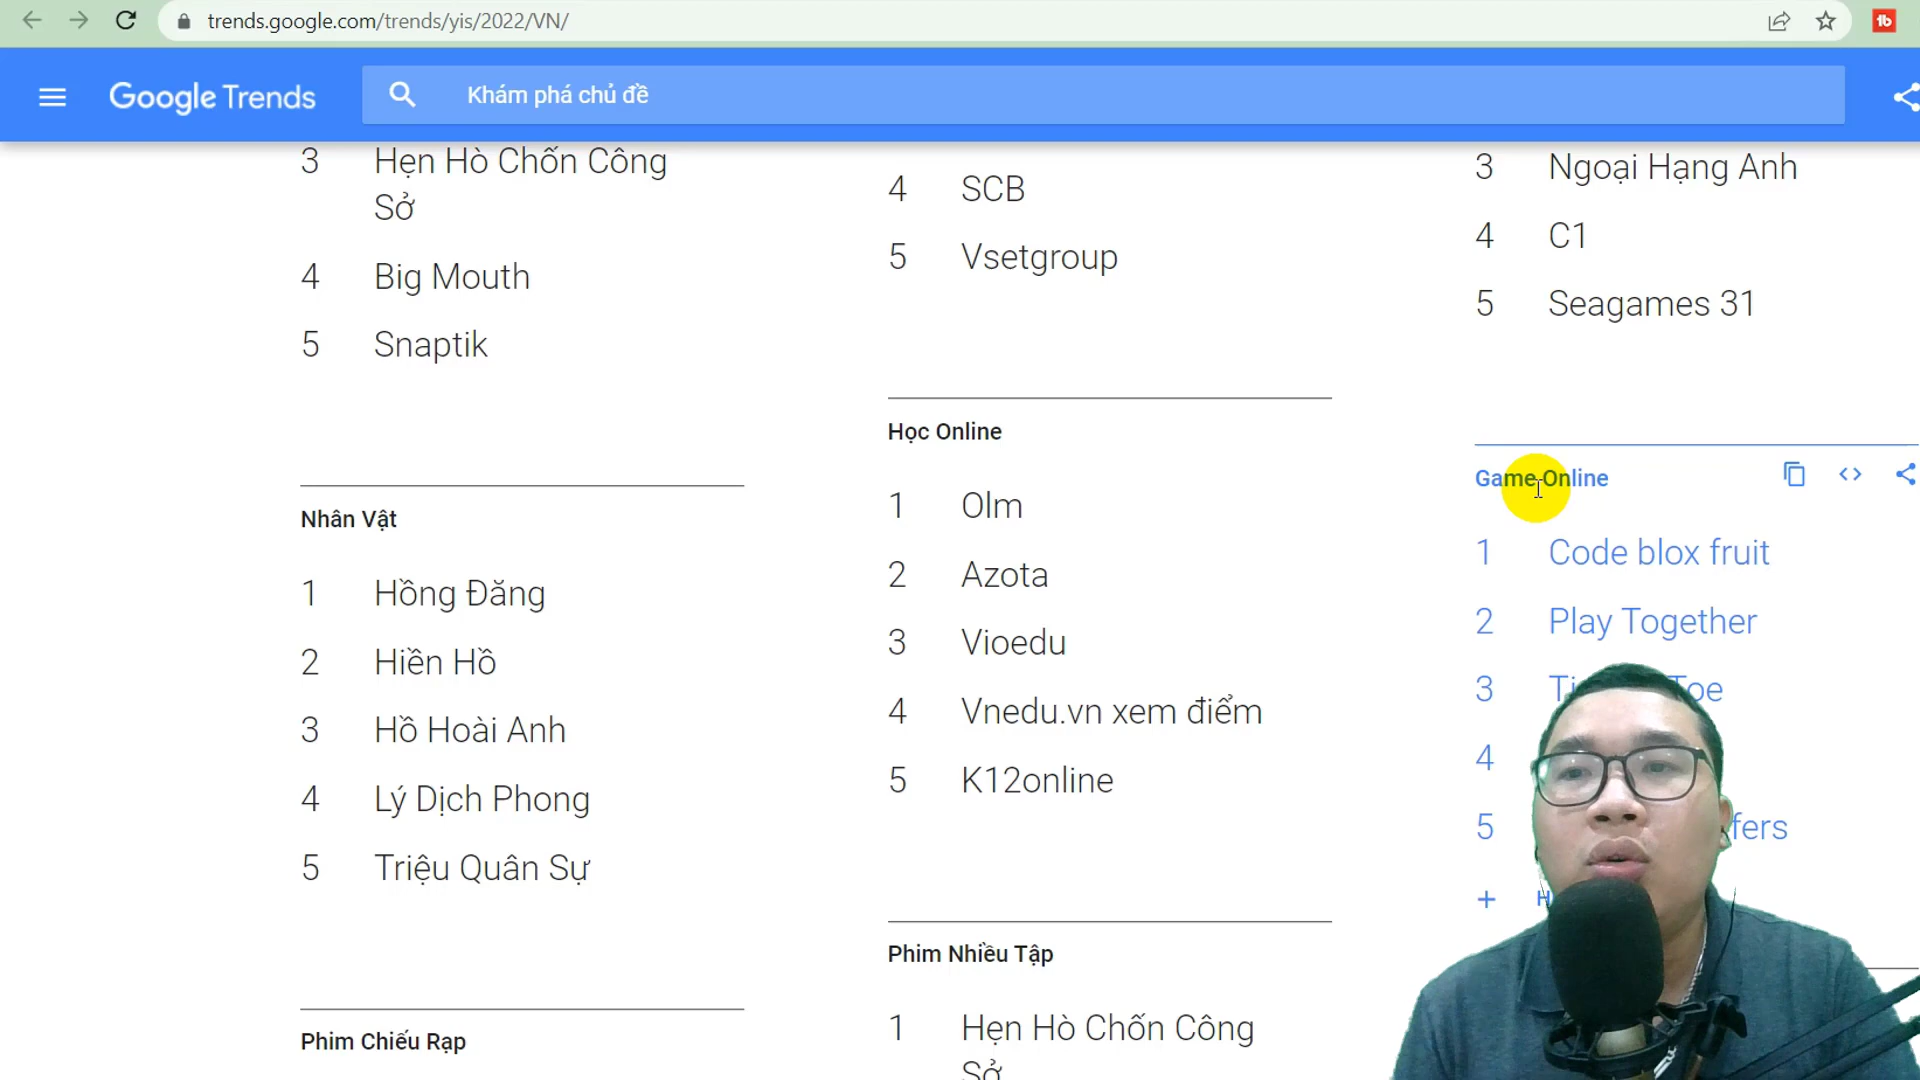 trends.google.com/trends/yis/2022/VN/
Google Trends
Khám phá chủ đề
3 Hẹn Hò Chốn Công
Sở
4 Big Mouth
5 Snaptik
Nhân Vật
1 Hồng Đăng
2 Hiền Hồ
3 Hồ Hoài Anh
4 Lý Dịch Phong
5 Triệu Quân Sự
Phim Chiếu Rạp
4 SCB
5 Vsetgroup
Học Online
1 Olm
2 Azota
3 Vioedu
4 Vnedu.vn xem điểm
5 K12online
Phim Nhiều Tập
1 Hẹn Hò Chốn Công
Sở
3 Ngoại Hạng Anh
4 C1
5 Seagames 31
Game Online
1 Code blox fruit
2 Play Together
3 Toe
4
5
+